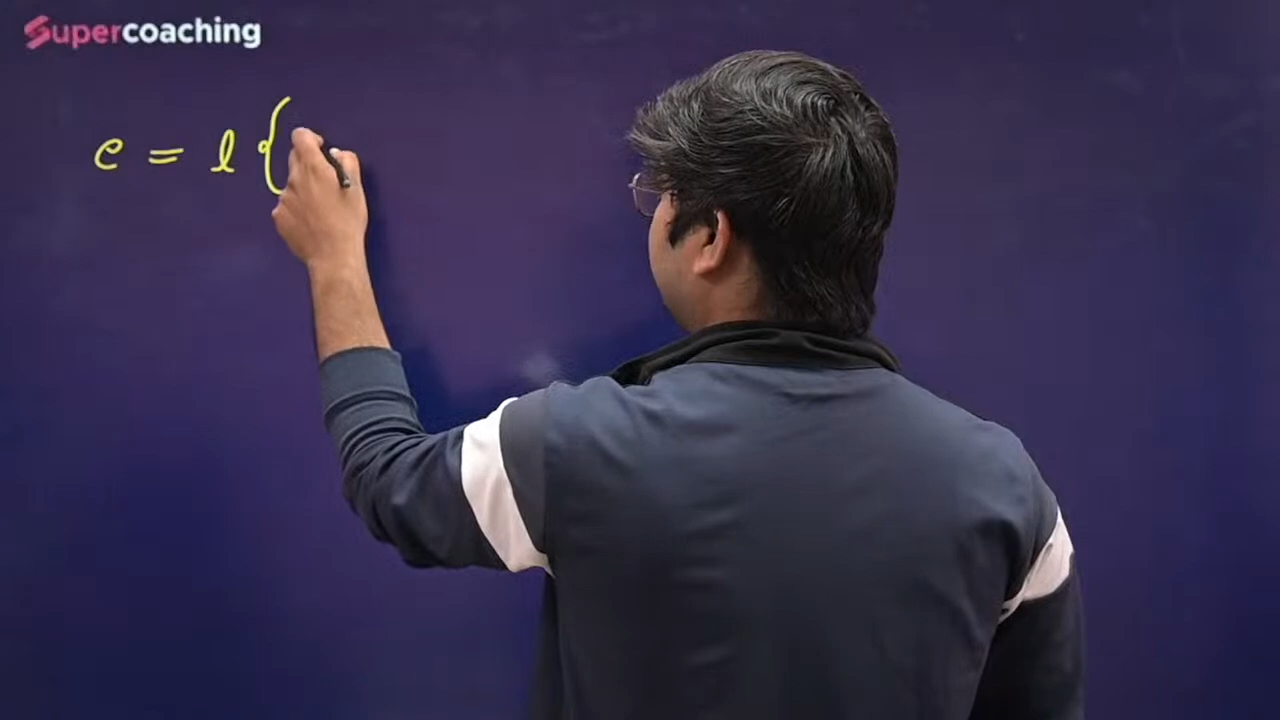 Supercoaching
e = l {